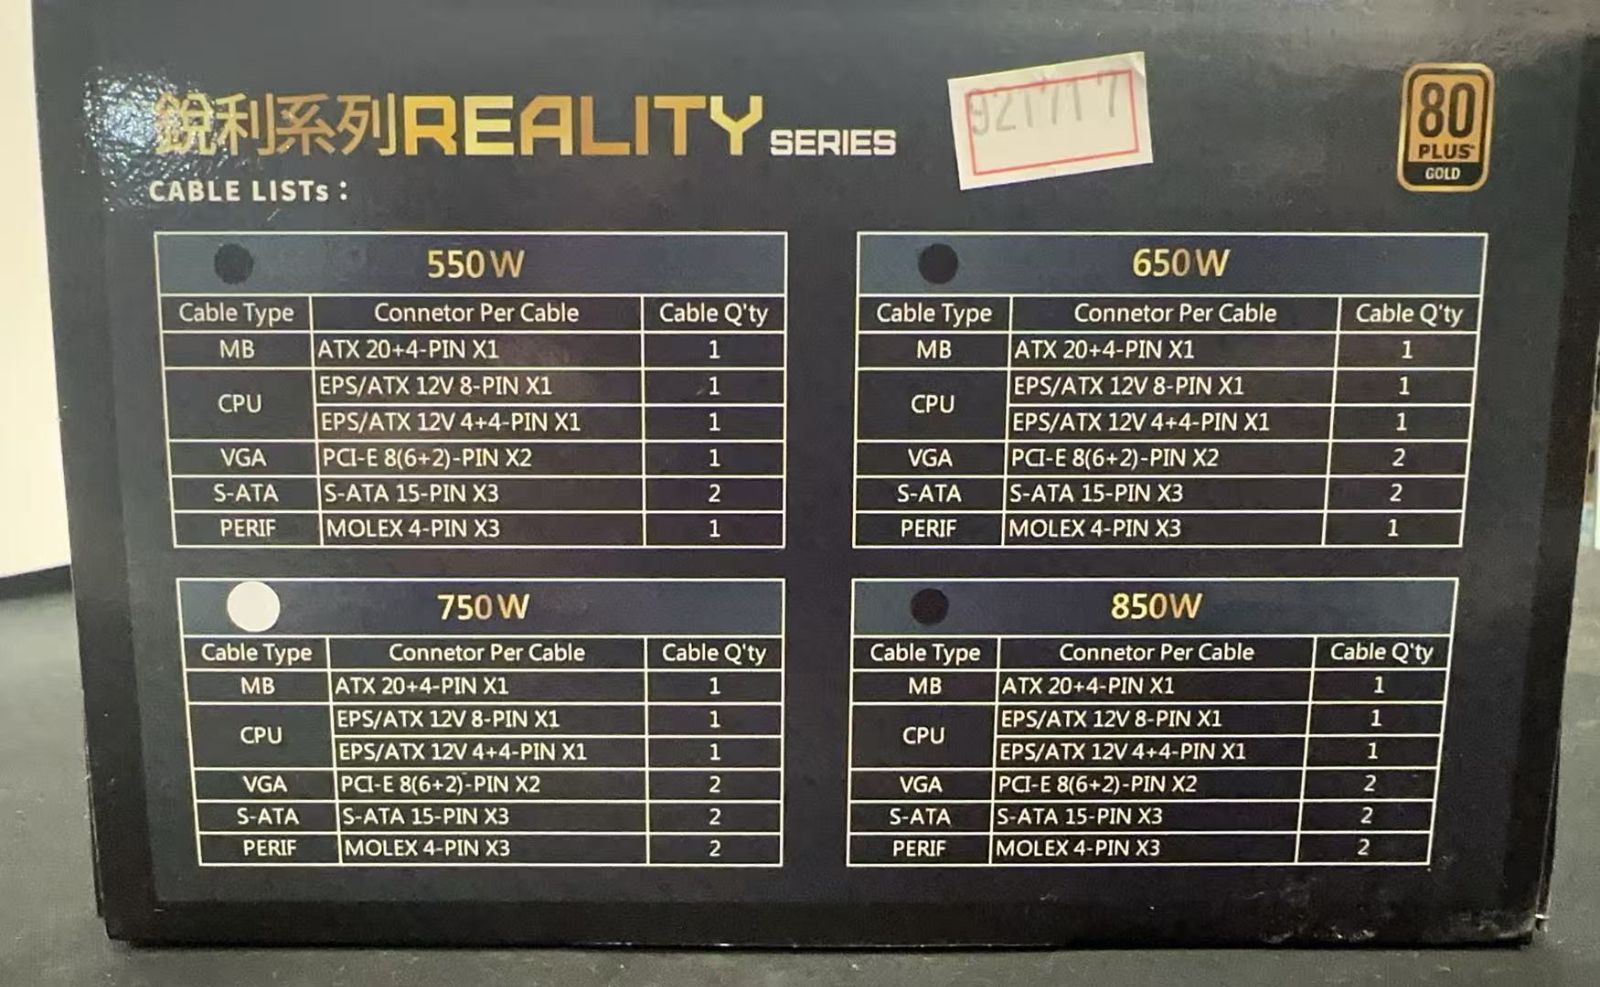 銳利系列REALITY SERIES
921717
80
PLUS
GOLD
CABLE LISTs：
550W
Cable Type Connetor Per Cable Cable Q'ty
MB ATX 20+4-PIN X1 1
CPU EPS/ATX 12V 8-PIN X1 1
EPS/ATX 12V 4+4-PIN X1 1
VGA PCI-E 8(6+2)-PIN X2 1
S-ATA S-ATA 15-PIN X3 2
PERIF MOLEX 4-PIN X3 1
650W
Cable Type Connetor Per Cable Cable Q'ty
MB ATX 20+4-PIN X1 1
CPU EPS/ATX 12V 8-PIN X1 1
EPS/ATX 12V 4+4-PIN X1 1
VGA PCI-E 8(6+2)-PIN X2 2
S-ATA S-ATA 15-PIN X3 2
PERIF MOLEX 4-PIN X3 1
750W
Cable Type Connetor Per Cable Cable Q'ty
MB ATX 20+4-PIN X1 1
CPU EPS/ATX 12V 8-PIN X1 1
EPS/ATX 12V 4+4-PIN X1 1
VGA PCI-E 8(6+2)-PIN X2 2
S-ATA S-ATA 15-PIN X3 2
PERIF MOLEX 4-PIN X3 2
850W
Cable Type Connetor Per Cable Cable Q'ty
MB ATX 20+4-PIN X1 1
CPU EPS/ATX 12V 8-PIN X1 1
EPS/ATX 12V 4+4-PIN X1 1
VGA PCI-E 8(6+2)-PIN X2 2
S-ATA S-ATA 15-PIN X3 2
PERIF MOLEX 4-PIN X3 2